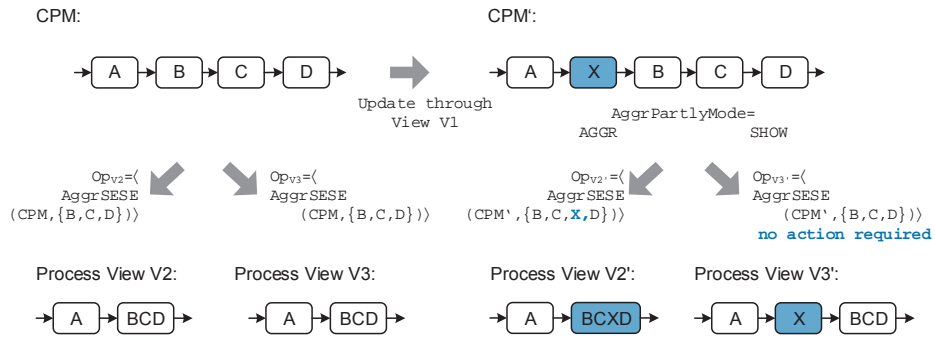 CPM:
CPM‘:
A B C D
A X B C D
Update through
View V1
AggrPartlyMode=
AGGR SHOW
OpV2=⟨
AggrSESE
(CPM,{B,C,D})⟩
OpV3=⟨
AggrSESE
(CPM,{B,C,D})⟩
OpV2'=⟨
AggrSESE
(CPM‘,{B,C,X,D})⟩
OpV3'=⟨
AggrSESE
(CPM‘,{B,C,D})⟩
no action required
Process View V2:
Process View V3:
Process View V2':
Process View V3':
A BCD
A BCD
A BCXD
A X BCD